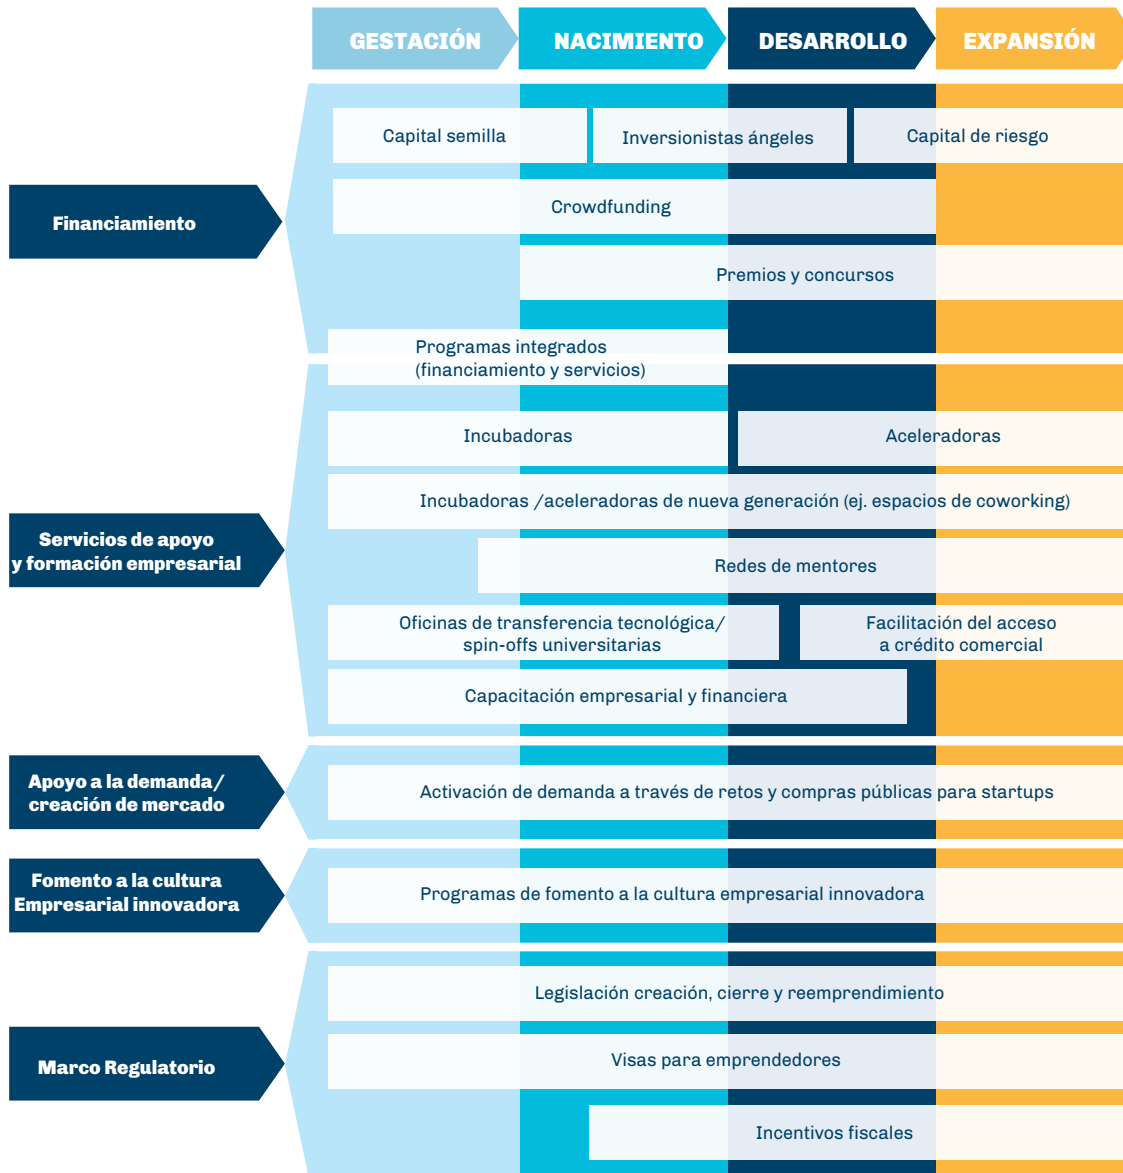 GESTACIÓN
NACIMIENTO
DESARROLLO
EXPANSIÓN
Financiamiento
Capital semilla
Inversionistas ángeles
Capital de riesgo
Crowdfunding
Premios y concursos
Programas integrados
(financiamiento y servicios)
Servicios de apoyo
y formación empresarial
Incubadoras
Aceleradoras
Incubadoras /aceleradoras de nueva generación (ej. espacios de coworking)
Redes de mentores
Oficinas de transferencia tecnológica/
spin-offs universitarias
Facilitación del acceso
a crédito comercial
Capacitación empresarial y financiera
Apoyo a la demanda/
creación de mercado
Activación de demanda a través de retos y compras públicas para startups
Fomento a la cultura
Empresarial innovadora
Programas de fomento a la cultura empresarial innovadora
Marco Regulatorio
Legislación creación, cierre y reemprendimiento
Visas para emprendedores
Incentivos fiscales